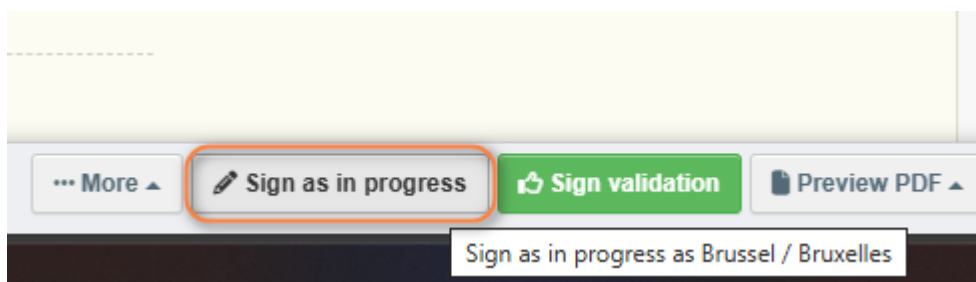 More
Sign as in progress
Sign validation
Preview PDF
Sign as in progress as Brussel / Bruxelles